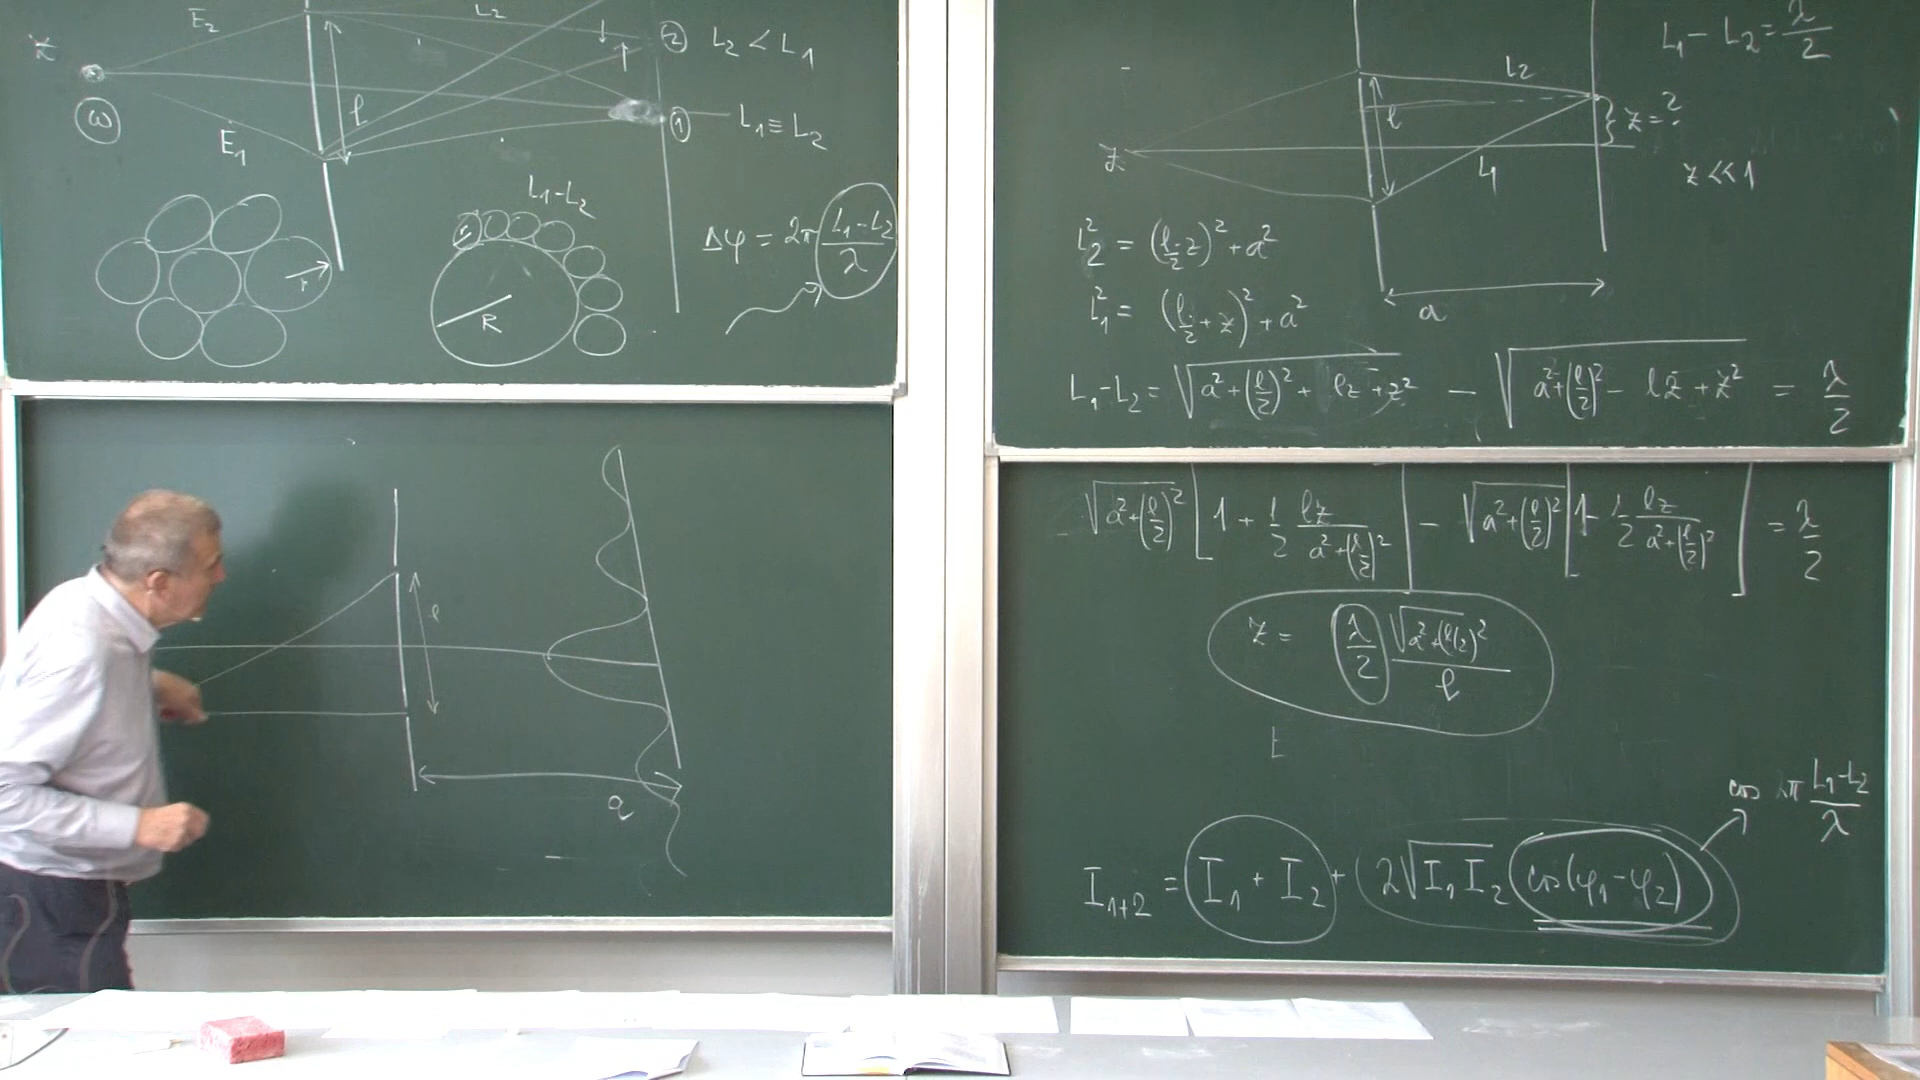 E₂
L₂
Z
ω
E₁
ℓ
② L₂ < L₁
① L₁ ≡ L₂
L₁-L₂
r
r
R
Δφ = 2π (L₁-L₂)/λ
ℓ
a
L₁ - L₂ = λ/2
L₂
ℓ
z = ?
Z
L₁
z << 1
L₂² = (ℓ/2 - z)² + a²
L₁² = (ℓ/2 + z)² + a²
a
L₁-L₂ = √(a² + (ℓ/2)² + ℓz + z²) - √(a² + (ℓ/2)² - ℓz + z²) = λ/2
√(a² + (ℓ/2)²) [1 + 1/2 ℓz/(a² + (ℓ/2)²)] - √(a² + (ℓ/2)²) [1 - 1/2 ℓz/(a² + (ℓ/2)²)] = λ/2
z = λ/2 √(a² + (ℓ/2)²)/ℓ
cos 2π (L₁-L₂)/λ
I₁₊₂ = I₁ + I₂ + 2√(I₁ I₂) cos(φ₁-φ₂)